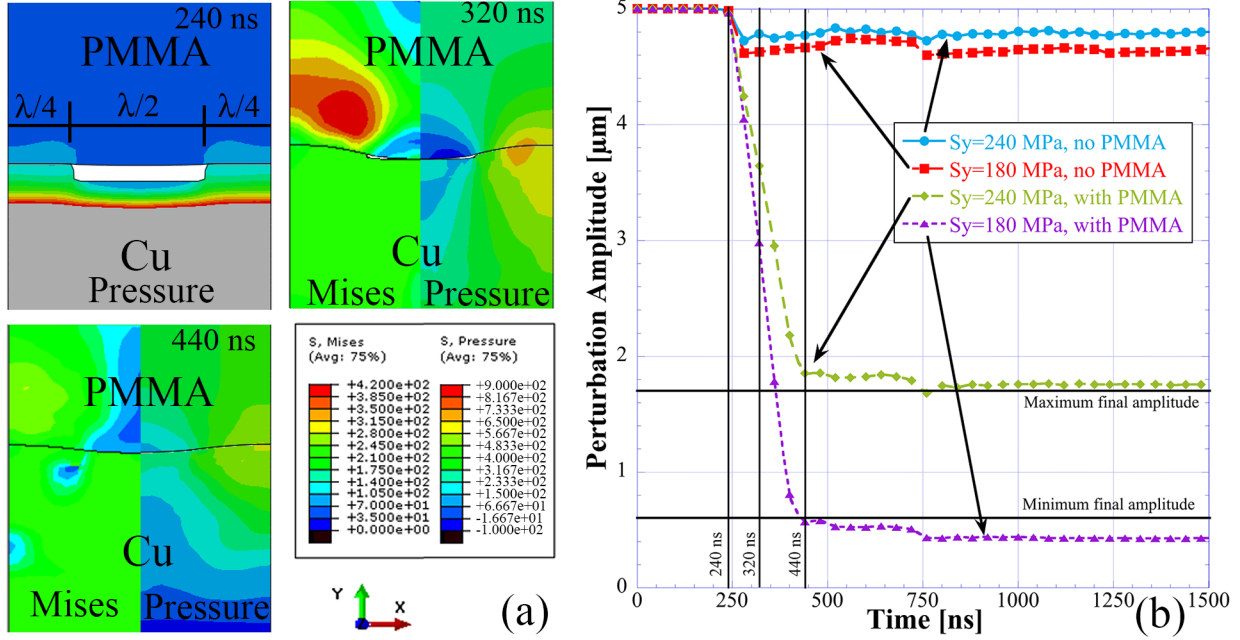 240 ns
PMMA
λ/4 λ/2 λ/4
Cu
Pressure
320 ns
PMMA
Cu
Mises Pressure
440 ns
PMMA
Cu
Mises Pressure
S, Mises
(Avg: 75%)
+4.200e+02
+3.850e+02
+3.500e+02
+3.150e+02
+2.800e+02
+2.450e+02
+2.100e+02
+1.750e+02
+1.400e+02
+1.050e+02
+7.000e+01
+3.500e+01
+0.000e+00
S, Pressure
(Avg: 75%)
+9.000e+02
+8.167e+02
+7.333e+02
+6.500e+02
+5.667e+02
+4.833e+02
+4.000e+02
+3.167e+02
+2.333e+02
+1.500e+02
+6.667e+01
-1.667e+01
-1.000e+02
Y
Z
X
(a)
Perturbation Amplitude [μm]
5
4
3
2
1
0
Sy=240 MPa, no PMMA
Sy=180 MPa, no PMMA
Sy=240 MPa, with PMMA
Sy=180 MPa, with PMMA
Maximum final amplitude
Minimum final amplitude
240 ns
320 ns
440 ns
0 250 500 750 1000 1250 1500
Time [ns]
(b)